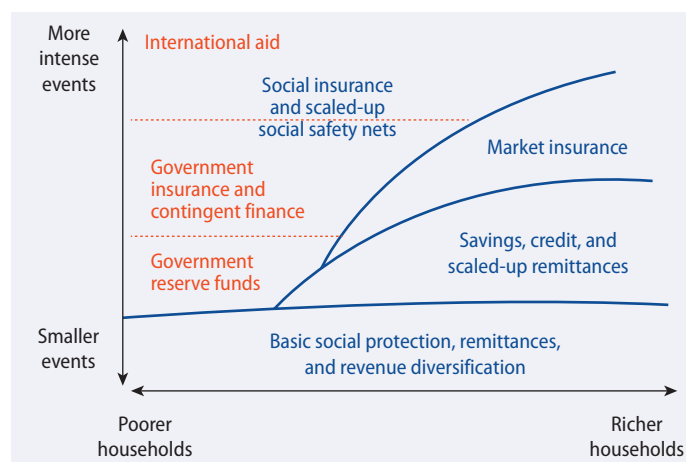 More
intense
events
International aid
Social insurance
and scaled-up
social safety nets
Market insurance
Government
insurance and
contingent finance
Savings, credit, and
scaled-up remittances
Government
reserve funds
Smaller
events
Basic social protection, remittances,
and revenue diversification
Poorer
households
Richer
households